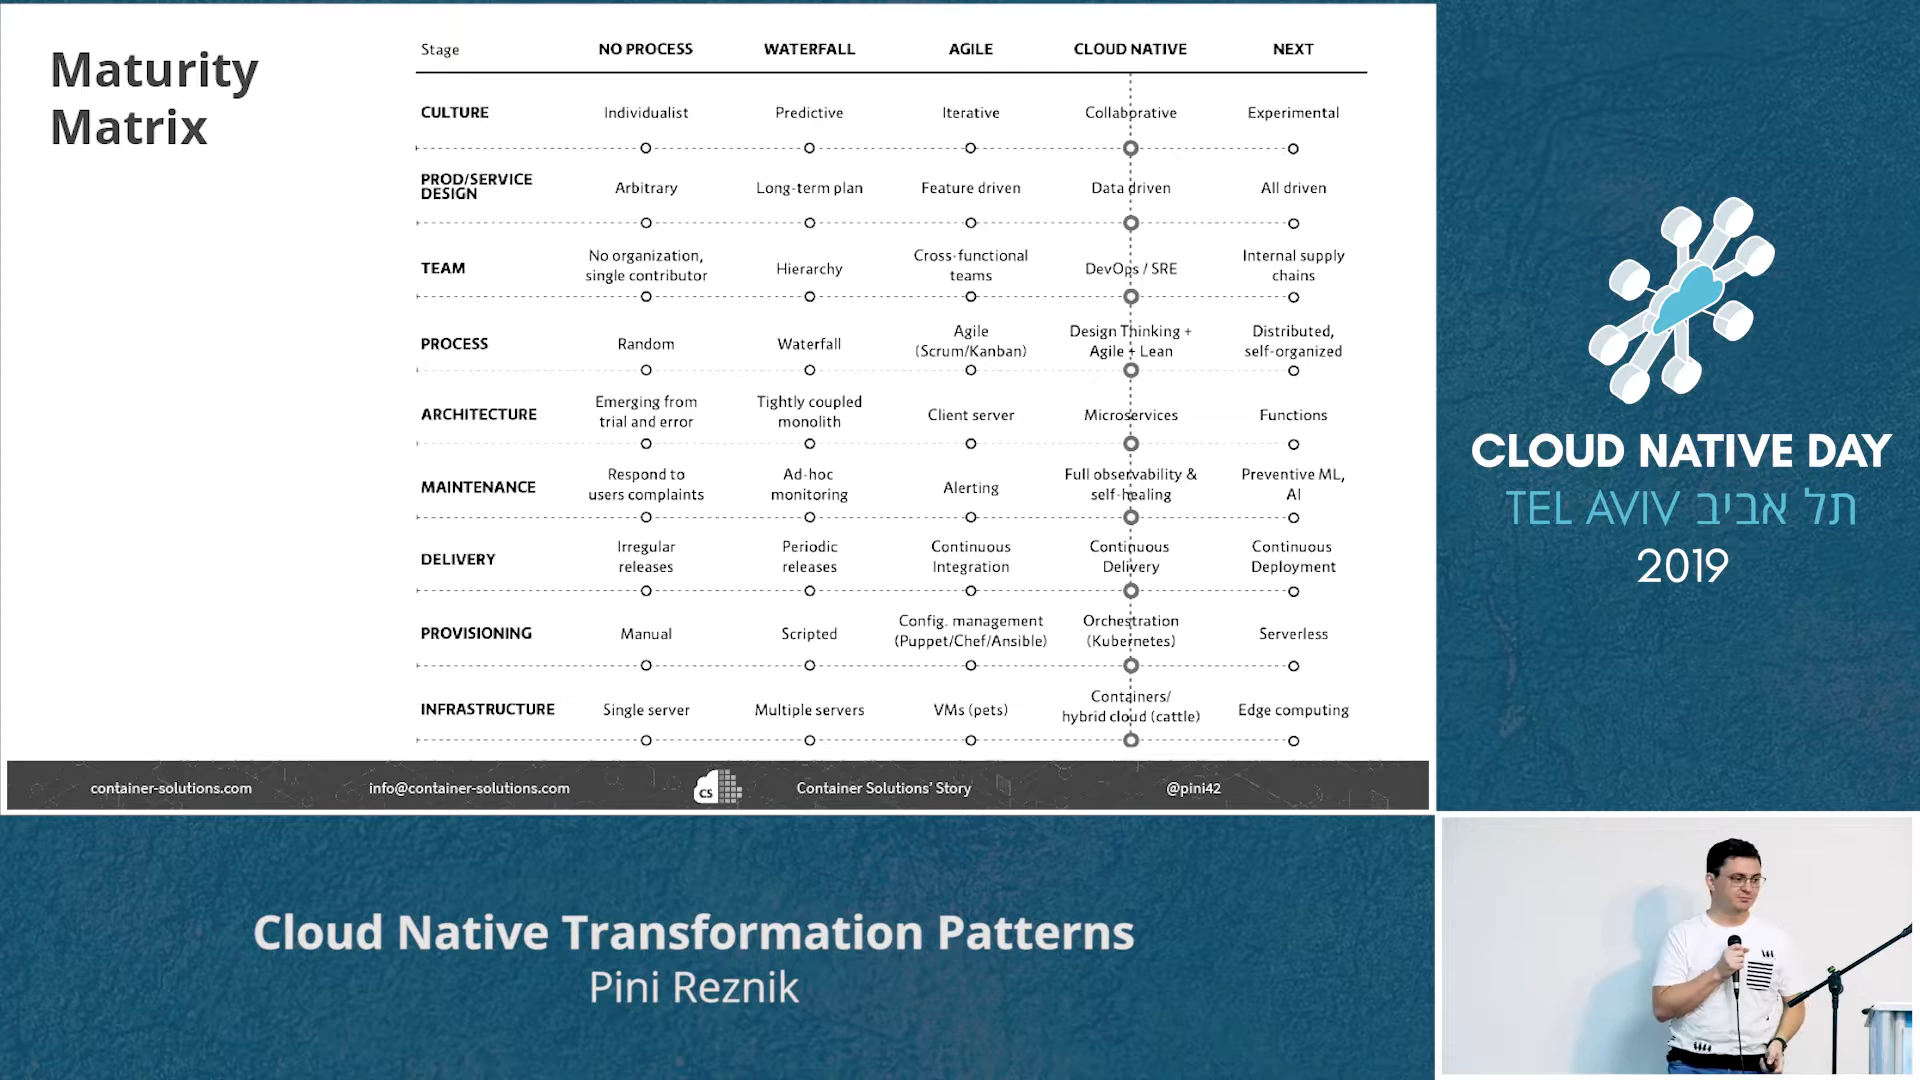 Maturity
Matrix
Stage NO PROCESS WATERFALL AGILE CLOUD NATIVE NEXT
CULTURE Individualist Predictive Iterative Collaborative Experimental
PROD/SERVICE
DESIGN Arbitrary Long-term plan Feature driven Data driven All driven
TEAM No organization,
single contributor Hierarchy Cross-functional
teams DevOps / SRE Internal supply
chains
PROCESS Random Waterfall Agile
(Scrum/Kanban) Design Thinking +
Agile + Lean Distributed,
self-organized
ARCHITECTURE Emerging from
trial and error Tightly coupled
monolith Client server Microservices Functions
MAINTENANCE Respond to
users complaints Ad-hoc
monitoring Alerting Full observability &
self-healing Preventive ML,
AI
DELIVERY Irregular
releases Periodic
releases Continuous
Integration Continuous
Delivery Continuous
Deployment
PROVISIONING Manual Scripted Config. management
(Puppet/Chef/Ansible) Orchestration
(Kubernetes) Serverless
INFRASTRUCTURE Single server Multiple servers VMs (pets) Containers/
hybrid cloud (cattle) Edge computing
container-solutions.com info@container-solutions.com CS Container Solutions' Story @pini42
CLOUD NATIVE DAY
TEL AVIV תל אביב
2019
Cloud Native Transformation Patterns
Pini Reznik